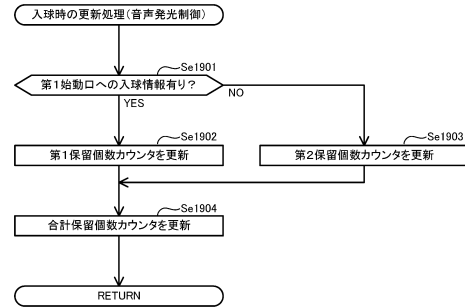 入球時の更新処理(音声発光制御)
Se1901
第1始動口への入球情報有り?
NO
YES
Se1902
Se1903
第1保留個数カウンタを更新
第2保留個数カウンタを更新
Se1904
合計保留個数カウンタを更新
RETURN